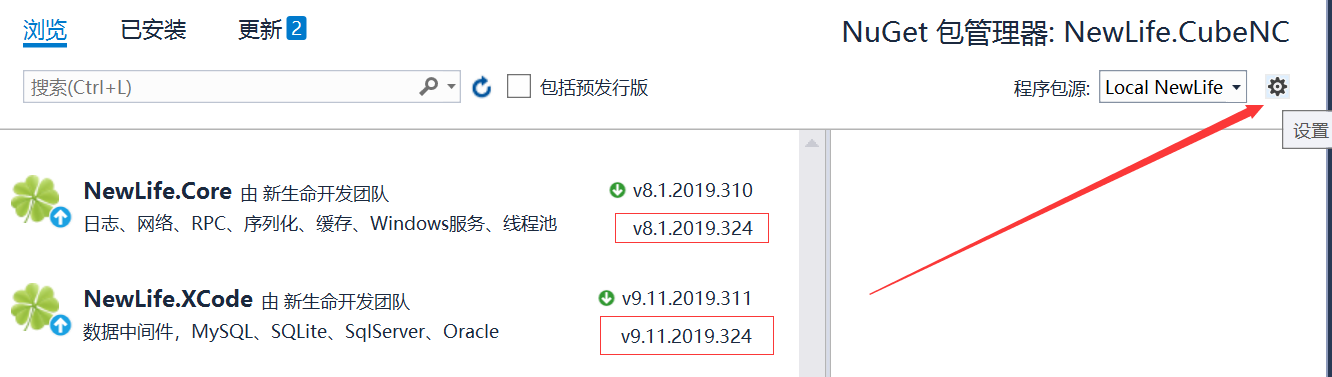 浏览 已安装 更新 2 NuGet 包管理器: NewLife.CubeNC
搜索(Ctrl+L) 包括预发行版 程序包源: Local NewLife
设置
NewLife.Core 由 新生命开发团队 v8.1.2019.310
日志、网络、RPC、序列化、缓存、Windows服务、线程池 v8.1.2019.324
NewLife.XCode 由 新生命开发团队 v9.11.2019.311
数据中间件，MySQL、SQLite、SqlServer、Oracle v9.11.2019.324